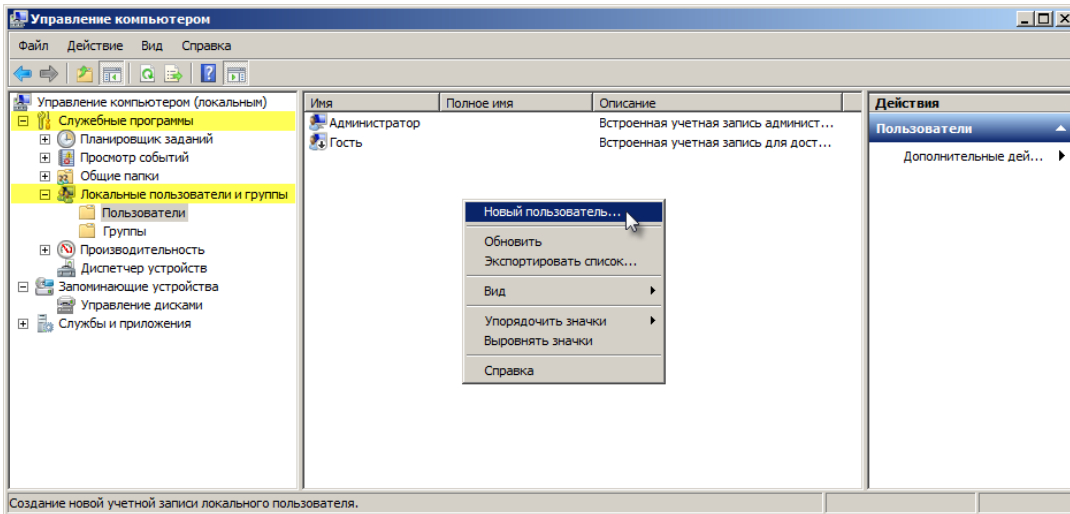 Управление компьютером
Файл Действие Вид Справка
Управление компьютером (локальным)
Служебные программы
Планировщик заданий
Просмотр событий
Общие папки
Локальные пользователи и группы
Пользователи
Группы
Производительность
Диспетчер устройств
Запоминающие устройства
Управление дисками
Службы и приложения
Имя Полное имя Описание
Администратор Встроенная учетная запись админист...
Гость Встроенная учетная запись для дост...
Новый пользователь...
Обновить
Экспортировать список...
Вид
Упорядочить значки
Выровнять значки
Справка
Действия
Пользователи
Дополнительные дей...
Создание новой учетной записи локального пользователя.